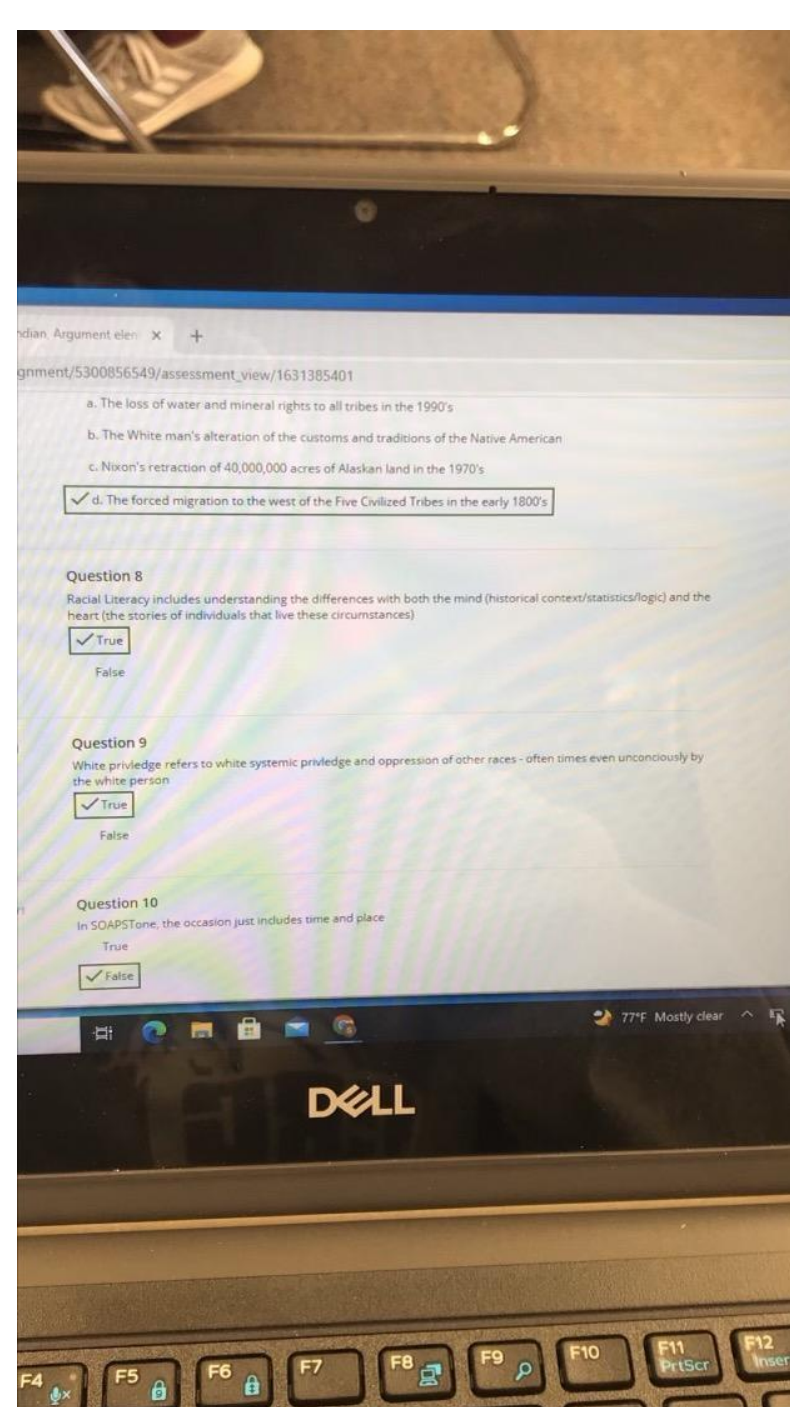 ndian, Argument elem × +
gnment/5300856549/assessment_view/1631385401
a. The loss of water and mineral rights to all tribes in the 1990's
b. The White man's alteration of the customs and traditions of the Native American
c. Nixon's retraction of 40,000,000 acres of Alaskan land in the 1970's
✓ d. The forced migration to the west of the Five Civilized Tribes in the early 1800's
Question 8
Racial Literacy includes understanding the differences with both the mind (historical context/statistics/logic) and the
heart (the stories of individuals that live these circumstances)
✓ True
False
Question 9
White privledge refers to white systemic privledge and oppression of other races - often times even unconciously by
the white person
✓ True
False
Question 10
In SOAPSTone, the occasion just includes time and place
True
✓ False
77°F Mostly clear
DELL
F4 F5 F6 F7 F8 F9 F10 F11 F12
PrtScr Inser